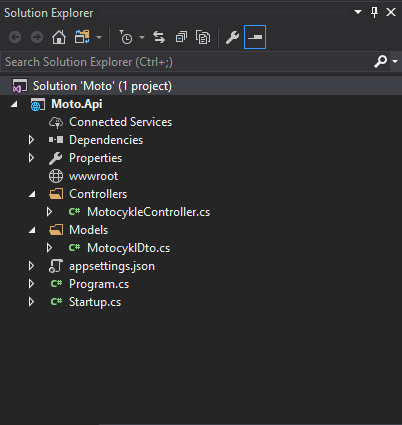 Solution Explorer
Search Solution Explorer (Ctrl+;)
Solution 'Moto' (1 project)
Moto.Api
Connected Services
Dependencies
Properties
wwwroot
Controllers
C# MotocykleController.cs
Models
C# MotocyklDto.cs
appsettings.json
C# Program.cs
C# Startup.cs